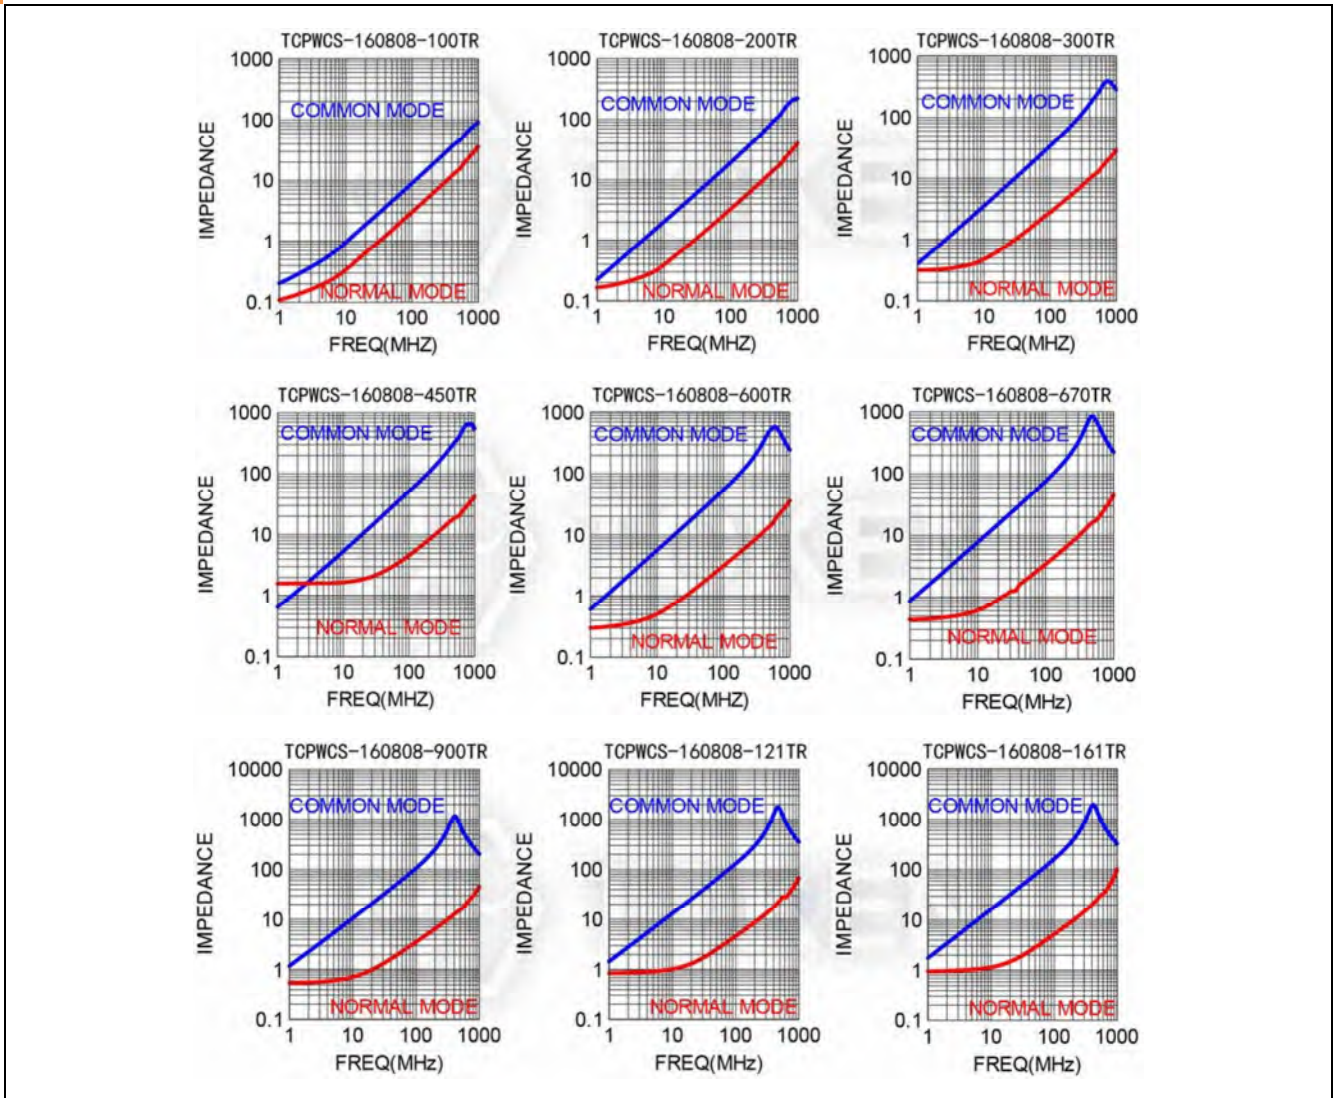 TCPWCS-160808-100TR
1000
100
10
1
0.1
IMPEDANCE
COMMON MODE
NORMAL MODE
1 10 100 1000
FREQ(MHZ)
TCPWCS-160808-200TR
1000
100
10
1
0.1
IMPEDANCE
COMMON MODE
NORMAL MODE
1 10 100 1000
FREQ(MHZ)
TCPWCS-160808-300TR
1000
100
10
1
0.1
IMPEDANCE
COMMON MODE
NORMAL MODE
1 10 100 1000
FREQ(MHZ)
TCPWCS-160808-450TR
1000
100
10
1
0.1
IMPEDANCE
COMMON MODE
NORMAL MODE
1 10 100 1000
FREQ(MHZ)
TCPWCS-160808-600TR
1000
100
10
1
0.1
IMPEDANCE
COMMON MODE
NORMAL MODE
1 10 100 1000
FREQ(MHZ)
TCPWCS-160808-670TR
1000
100
10
1
0.1
IMPEDANCE
COMMON MODE
NORMAL MODE
1 10 100 1000
FREQ(MHz)
TCPWCS-160808-900TR
10000
1000
100
10
1
0.1
IMPEDANCE
COMMON MODE
NORMAL MODE
1 10 100 1000
FREQ(MHz)
TCPWCS-160808-121TR
10000
1000
100
10
1
0.1
IMPEDANCE
COMMON MODE
NORMAL MODE
1 10 100 1000
FREQ(MHz)
TCPWCS-160808-161TR
10000
1000
100
10
1
0.1
IMPEDANCE
COMMON MODE
NORMAL MODE
1 10 100 1000
FREQ(MHz)